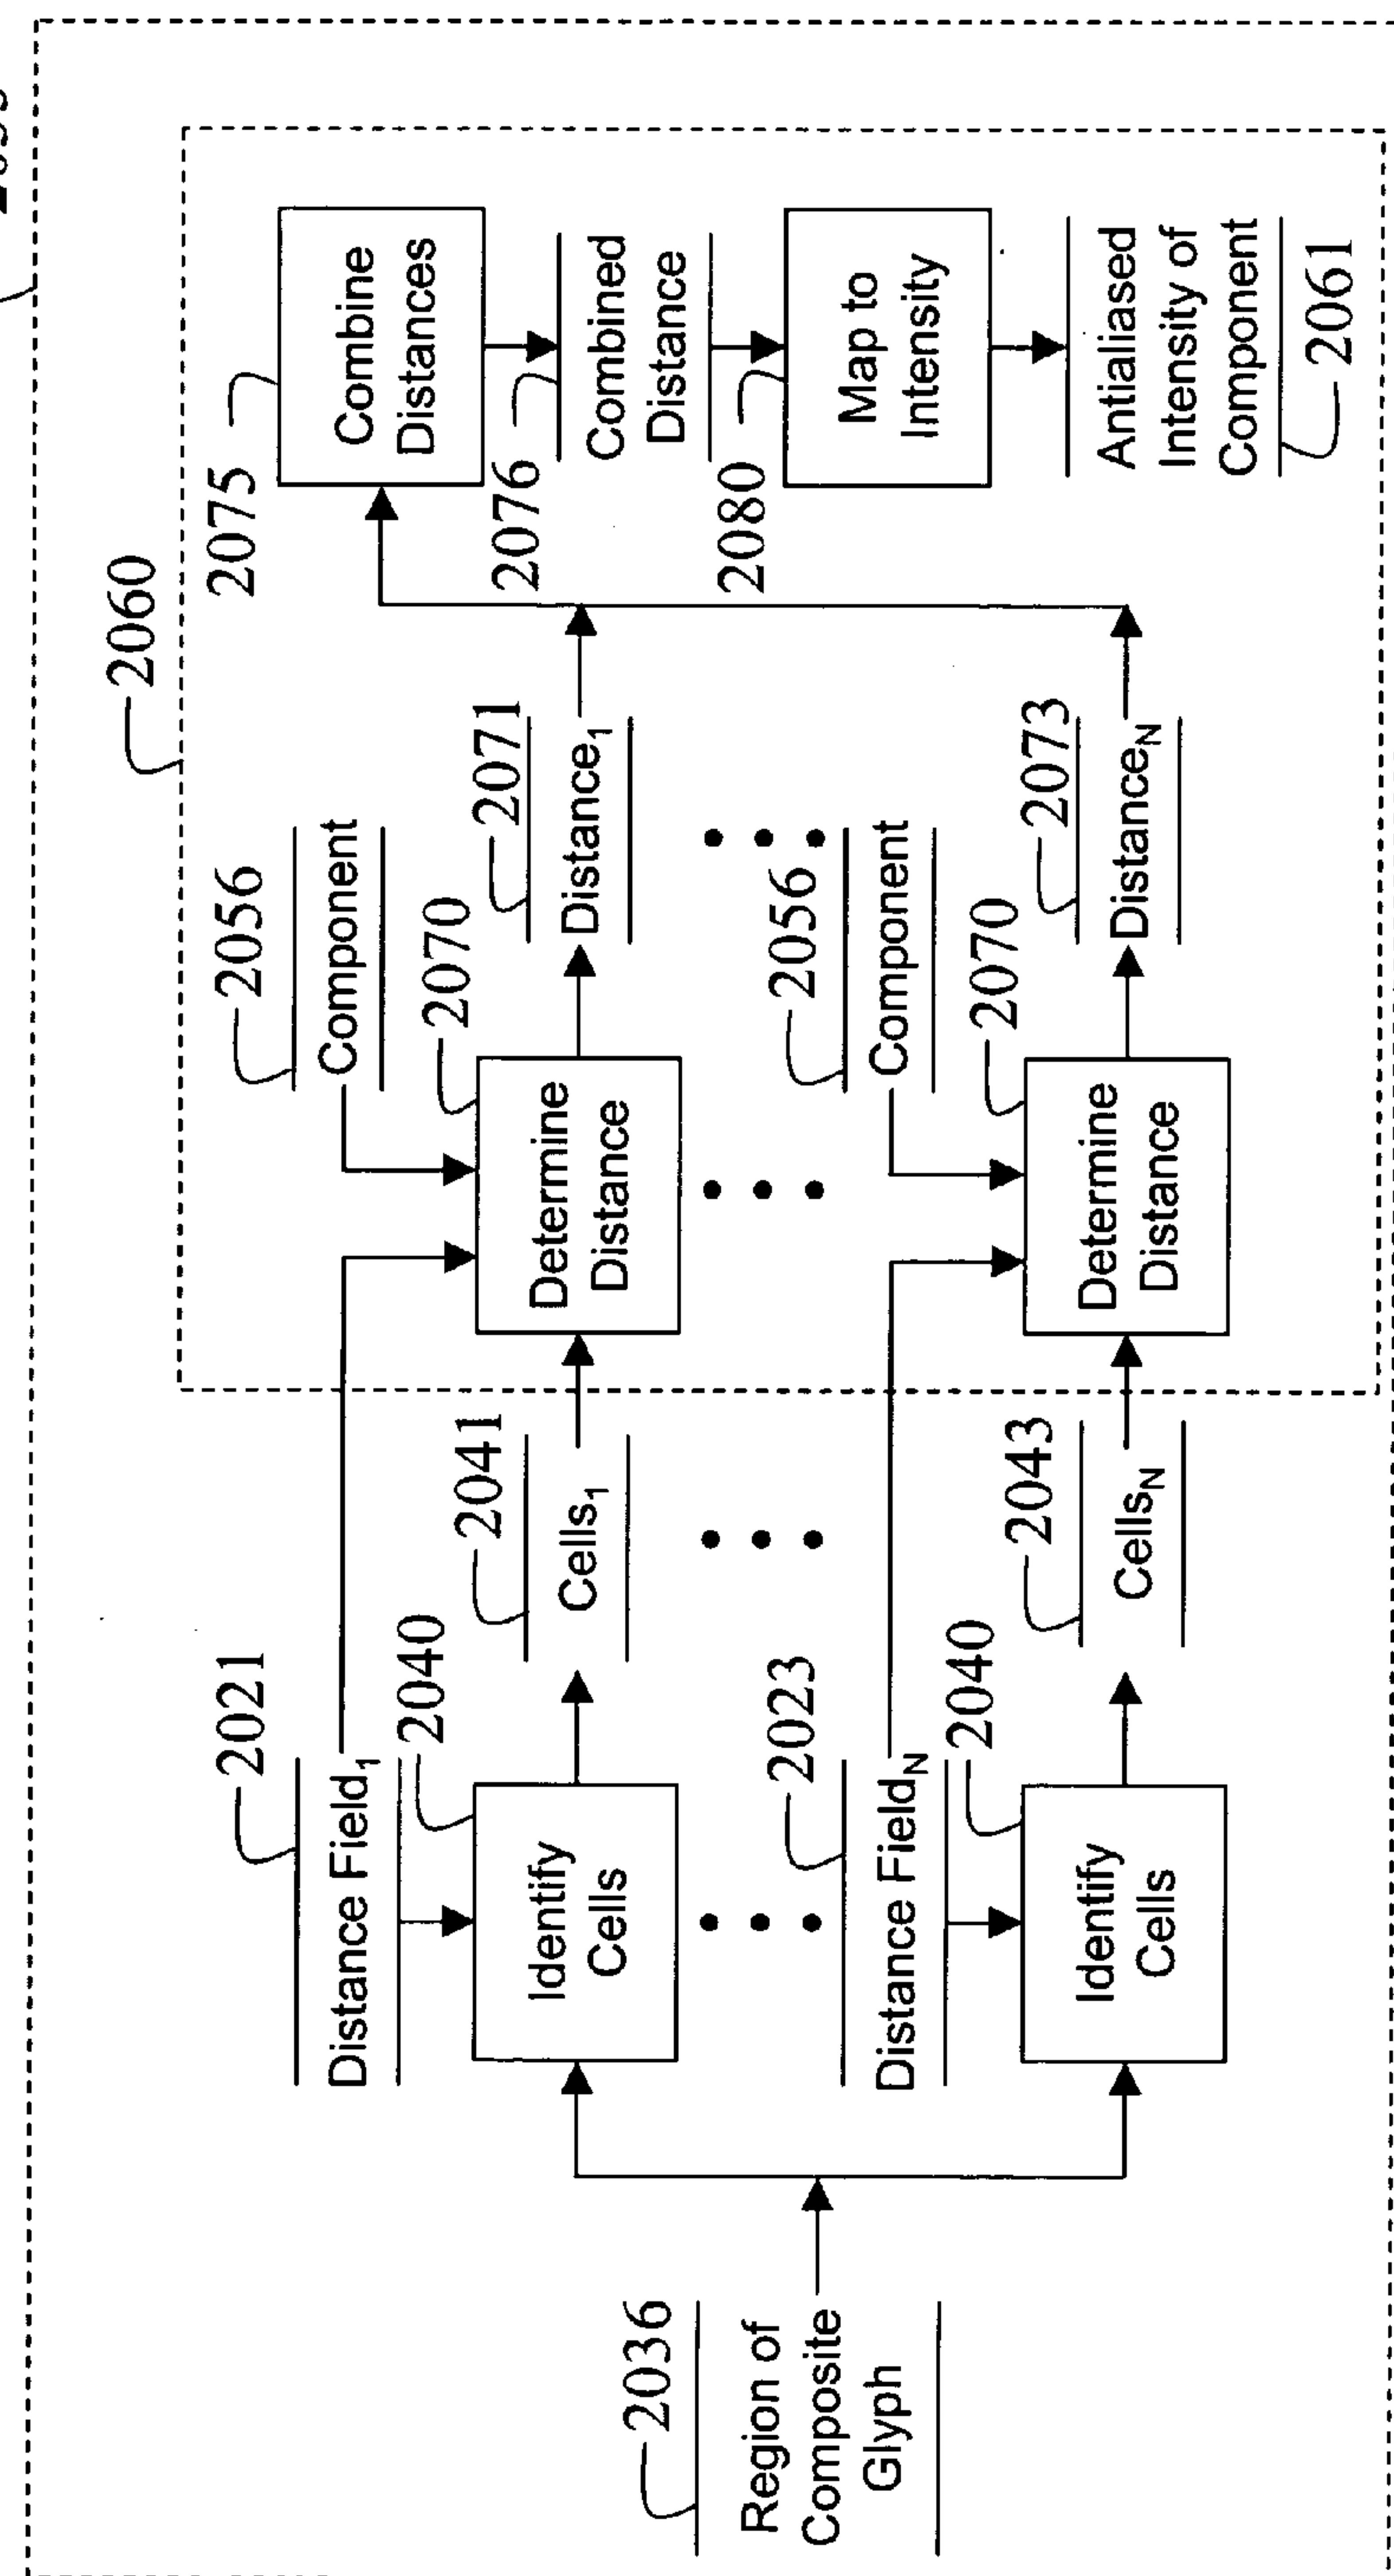 2060
2021
2056
2075
Distance Field1
Component
Combine
Distances
2040
2041
2070
2071
2076
Identify
Cells
Cells1
Determine
Distance
Distance1
Combined
Distance
2036
2023
2056
2080
Region of
Composite
Glyph
Distance FieldN
Component
Map to
Intensity
2040
2043
2070
2073
Identify
Cells
CellsN
Determine
Distance
DistanceN
Antialiased
Intensity of
Component
2061